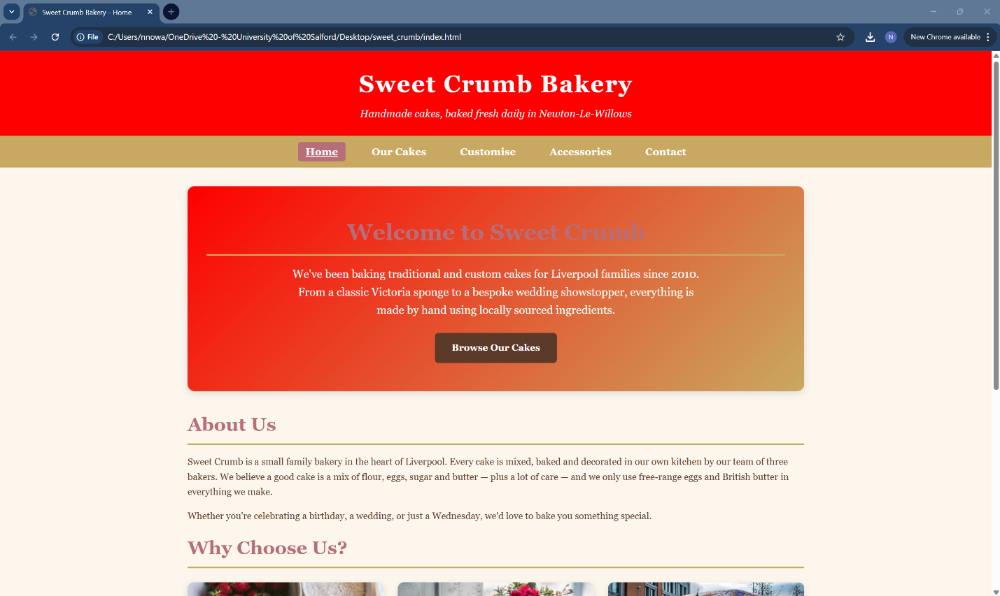 Sweet Crumb Bakery - Home
File C:/Users/nnowa/OneDrive%20-%20University%20of%20Salford/Desktop/sweet_crumb/index.html N New Chrome available
Sweet Crumb Bakery
Handmade cakes, baked fresh daily in Newton-Le-Willows
Home Our Cakes Customise Accessories Contact
Welcome to Sweet Crumb
We've been baking traditional and custom cakes for Liverpool families since 2010.
From a classic Victoria sponge to a bespoke wedding showstopper, everything is
made by hand using locally sourced ingredients.
Browse Our Cakes
About Us
Sweet Crumb is a small family bakery in the heart of Liverpool. Every cake is mixed, baked and decorated in our own kitchen by our team of three
bakers. We believe a good cake is a mix of flour, eggs, sugar and butter — plus a lot of care — and we only use free-range eggs and British butter in
everything we make.
Whether you're celebrating a birthday, a wedding, or just a Wednesday, we'd love to bake you something special.
Why Choose Us?